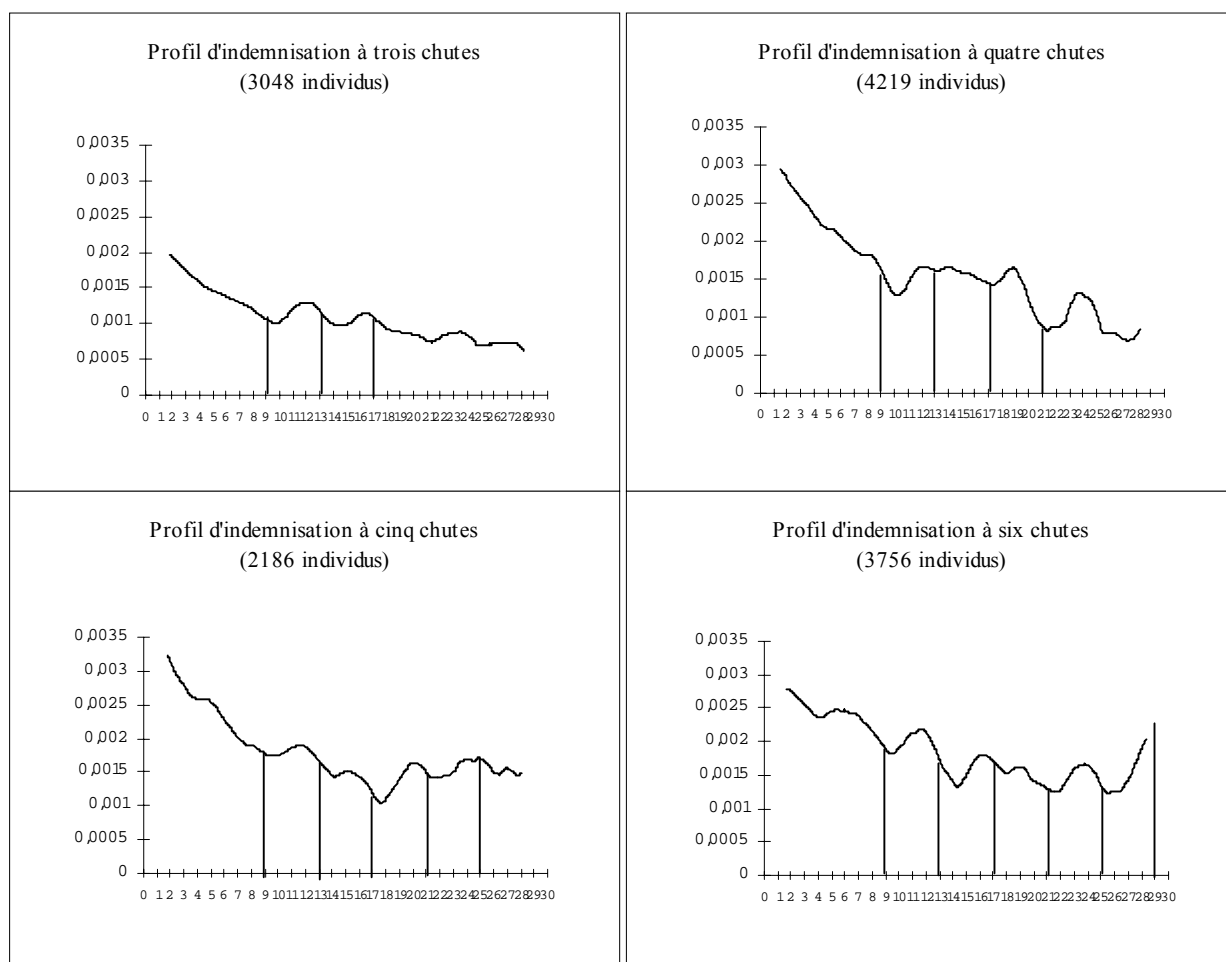 Profil d'indemnisation à trois chutes
(3048 individus)
0,0035
0,003
0,0025
0,002
0,0015
0,001
0,0005
0
0 1 2 3 4 5 6 7 8 9 10 11 12 13 14 15 16 17 18 19 20 21 22 23 24 25 26 27 28 29 30
Profil d'indemnisation à quatre chutes
(4219 individus)
0,0035
0,003
0,0025
0,002
0,0015
0,001
0,0005
0
0 1 2 3 4 5 6 7 8 9 10 11 12 13 14 15 16 17 18 19 20 21 22 23 24 25 26 27 28 29 30
Profil d'indemnisation à cinq chutes
(2186 individus)
0,0035
0,003
0,0025
0,002
0,0015
0,001
0,0005
0
0 1 2 3 4 5 6 7 8 9 10 11 12 13 14 15 16 17 18 19 20 21 22 23 24 25 26 27 28 29 30
Profil d'indemnisation à six chutes
(3756 individus)
0,0035
0,003
0,0025
0,002
0,0015
0,001
0,0005
0
0 1 2 3 4 5 6 7 8 9 10 11 12 13 14 15 16 17 18 19 20 21 22 23 24 25 26 27 28 29 30